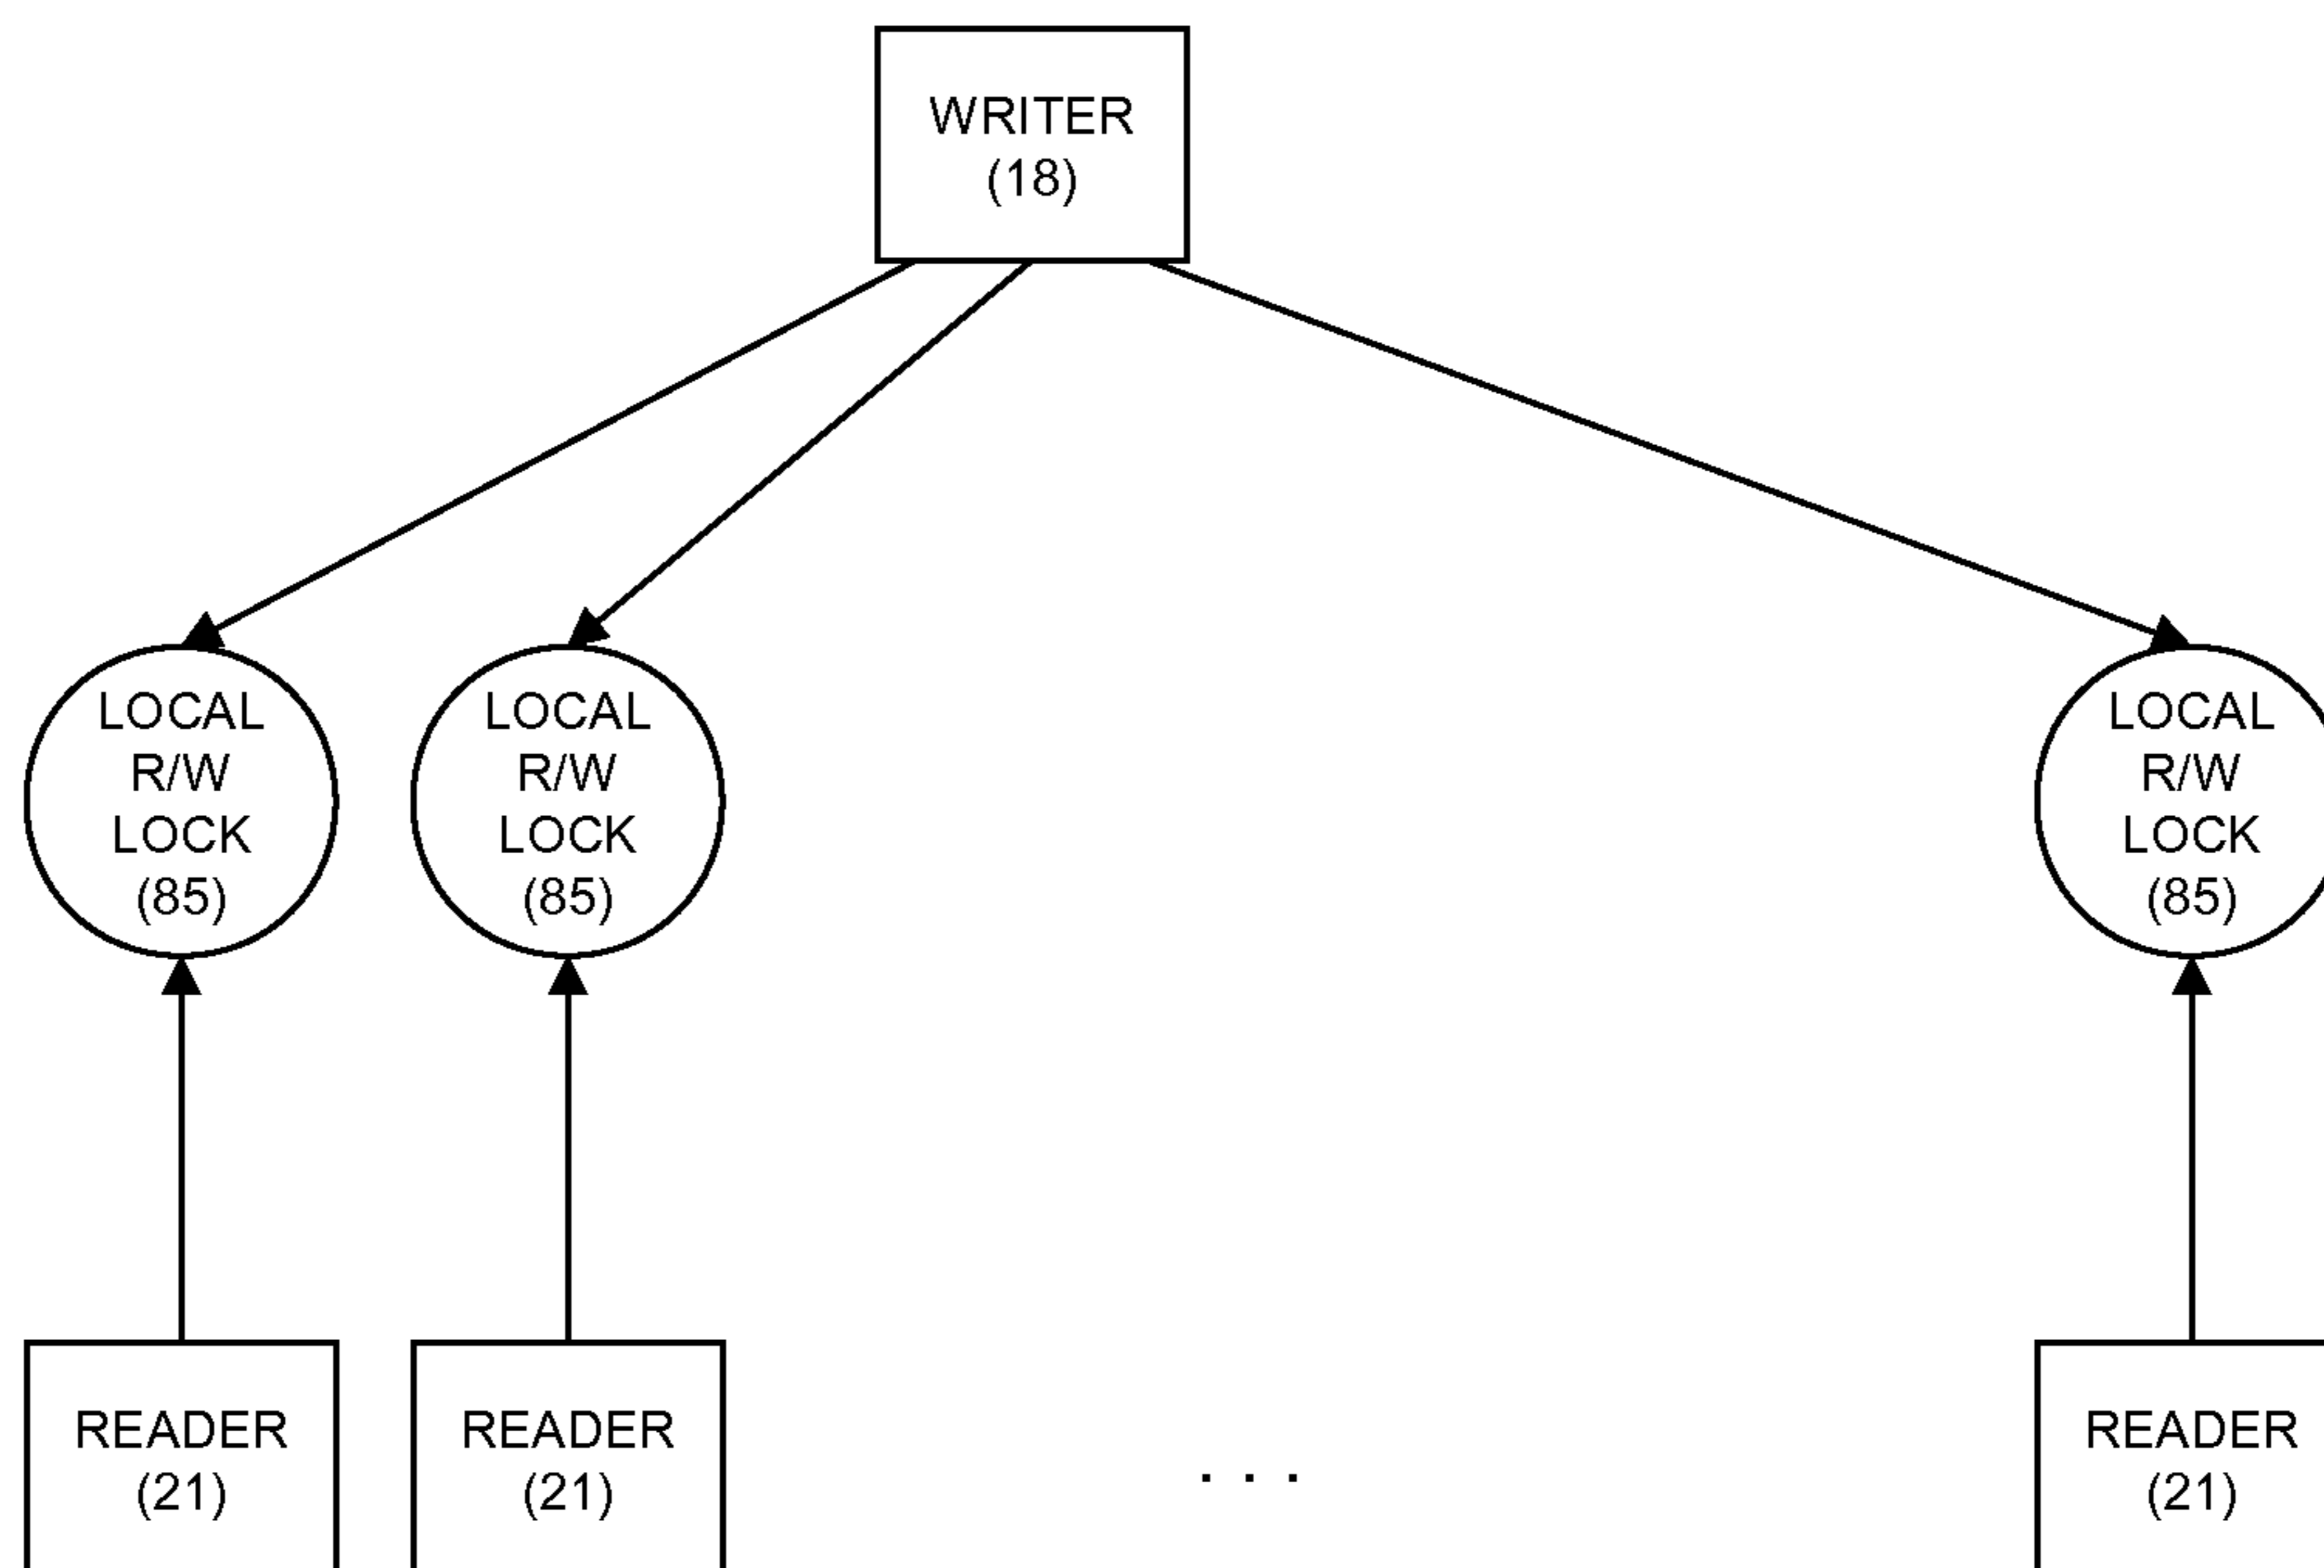 WRITER
(18)
LOCAL
R/W
LOCK
(85)
LOCAL
R/W
LOCK
(85)
LOCAL
R/W
LOCK
(85)
READER
(21)
READER
(21)
. . .
READER
(21)